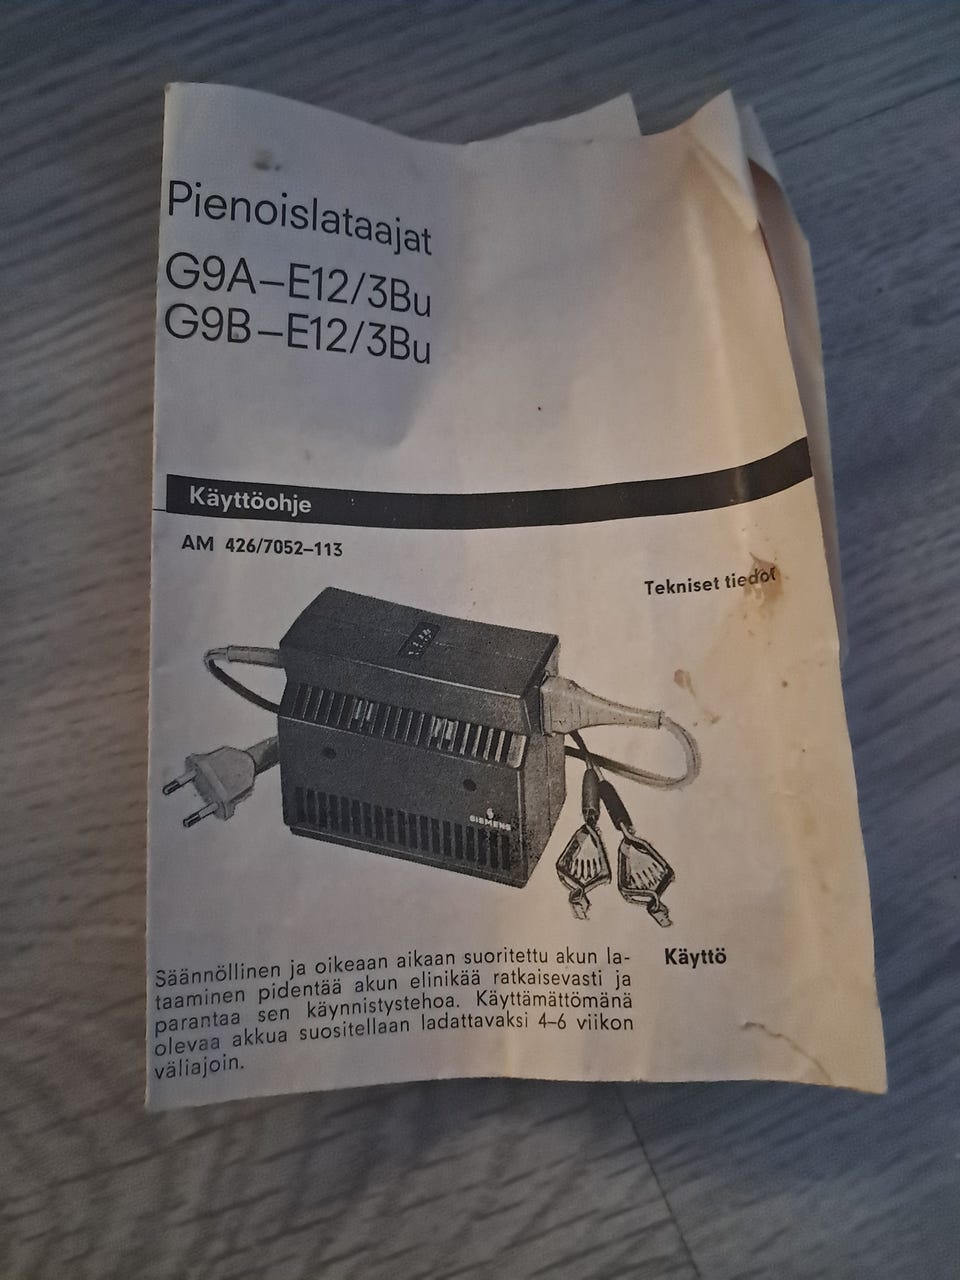 Pienoislataajat
G9A–E12/3Bu
G9B–E12/3Bu
Käyttöohje
AM 426/7052–113
Tekniset tiedot
SIEMENS
Säännöllinen ja oikeaan aikaan suoritettu akun la-
taaminen pidentää akun elinikää ratkaisevasti ja
parantaa sen käynnistystehoa. Käyttämättömänä
olevaa akkua suositellaan ladattavaksi 4–6 viikon
väliajoin.
Käyttö